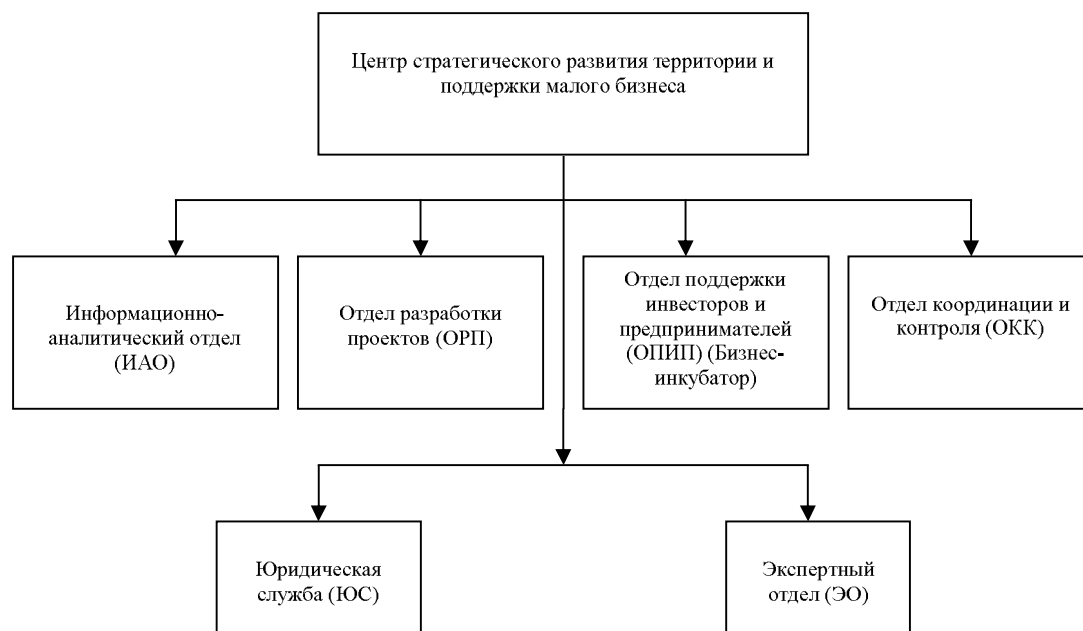 Центр стратегического развития территории и
поддержки малого бизнеса
Информационно-
аналитический отдел
(ИАО)
Отдел разработки
проектов (ОРП)
Отдел поддержки
инвесторов и
предпринимателей
(ОПИП) (Бизнес-
инкубатор)
Отдел координации и
контроля (ОКК)
Юридическая
служба (ЮС)
Экспертный
отдел (ЭО)